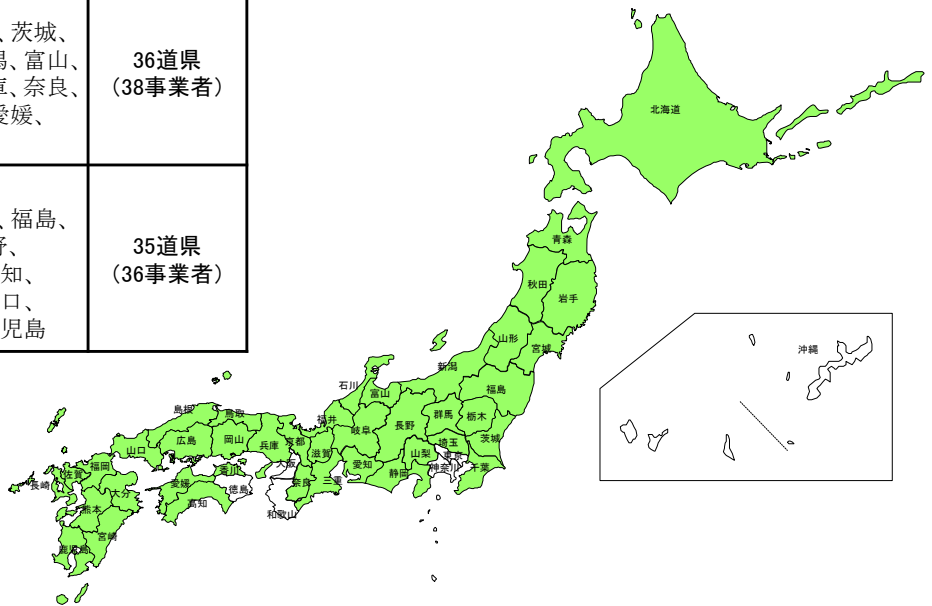 、茨城、
潟、富山、
庫、奈良、
愛媛、
36道県
（38事業者）
、福島、
野、
知、
口、
児島
35道県
（36事業者）
北海道
青森
秋田
岩手
山形
宮城
新潟
福島
石川
富山
群馬
栃木
福井
長野
岐阜
埼玉
茨城
島根
鳥取
広島
岡山
兵庫
京都
滋賀
山口
愛知
山梨
東京
静岡
神奈川
千葉
大阪
奈良
三重
和歌山
香川
徳島
愛媛
高知
福岡
佐賀
長崎
大分
熊本
宮崎
鹿児島
沖縄